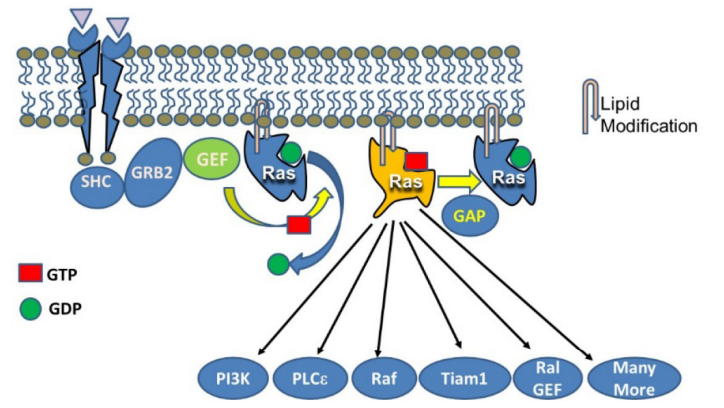 Lipid
Modification
SHC
GRB2
GEF
Ras
Ras
Ras
GAP
GTP
GDP
PI3K
PLCε
Raf
Tiam1
Ral
GEF
Many
More